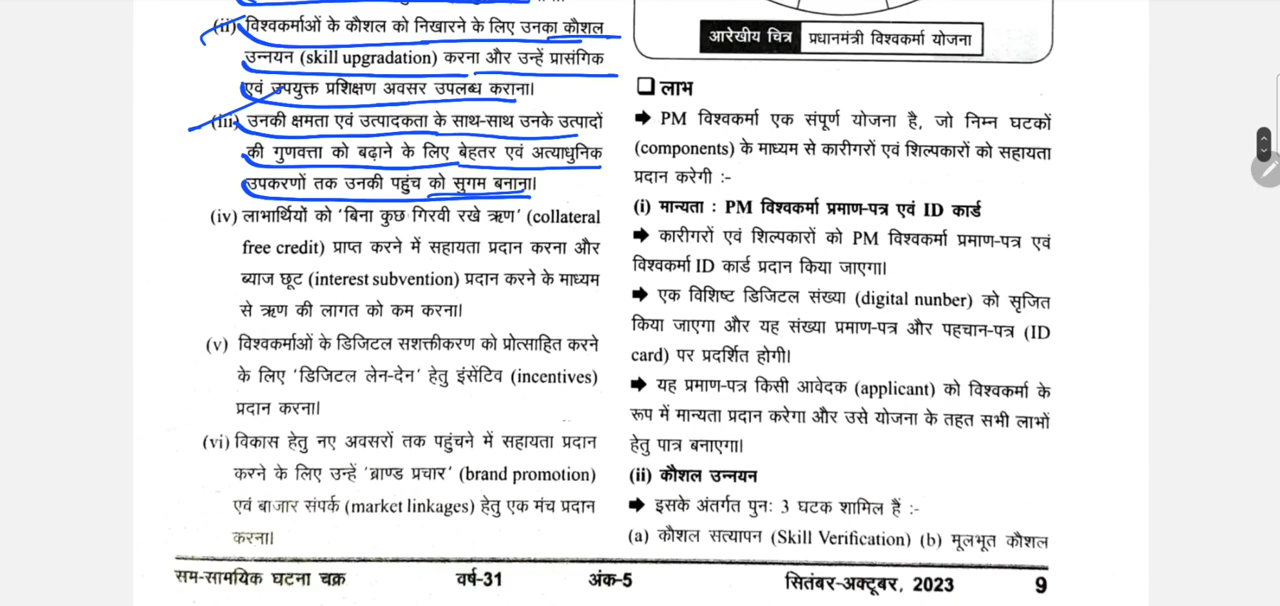 (ii) विश्वकर्माओं के कौशल को निखारने के लिए उनका कौशल
उन्नयन (skill upgradation) करना और उन्हें प्रासंगिक
एवं उपयुक्त प्रशिक्षण अवसर उपलब्ध कराना।
(iii) उनकी क्षमता एवं उत्पादकता के साथ-साथ उनके उत्पादों
की गुणवत्ता को बढ़ाने के लिए बेहतर एवं अत्याधुनिक
उपकरणों तक उनकी पहुंच को सुगम बनाना।
(iv) लाभार्थियों को 'बिना कुछ गिरवी रखे ऋण' (collateral
free credit) प्राप्त करने में सहायता प्रदान करना और
ब्याज छूट (interest subvention) प्रदान करने के माध्यम
से ऋण की लागत को कम करना।
(v) विश्वकर्माओं के डिजिटल सशक्तीकरण को प्रोत्साहित करने
के लिए 'डिजिटल लेन-देन' हेतु इंसेंटिव (incentives)
प्रदान करना।
(vi) विकास हेतु नए अवसरों तक पहुंचने में सहायता प्रदान
करने के लिए उन्हें 'ब्राण्ड प्रचार' (brand promotion)
एवं बाजार संपर्क (market linkages) हेतु एक मंच प्रदान
करना।
आरेखीय चित्र प्रधानमंत्री विश्वकर्मा योजना
❑ लाभ
➡ PM विश्वकर्मा एक संपूर्ण योजना है, जो निम्न घटकों
(components) के माध्यम से कारीगरों एवं शिल्पकारों को सहायता
प्रदान करेगी :-
(i) मान्यता : PM विश्वकर्मा प्रमाण-पत्र एवं ID कार्ड
➡ कारीगरों एवं शिल्पकारों को PM विश्वकर्मा प्रमाण-पत्र एवं
विश्वकर्मा ID कार्ड प्रदान किया जाएगा।
➡ एक विशिष्ट डिजिटल संख्या (digital nunber) को सृजित
किया जाएगा और यह संख्या प्रमाण-पत्र और पहचान-पत्र (ID
card) पर प्रदर्शित होगी।
➡ यह प्रमाण-पत्र किसी आवेदक (applicant) को विश्वकर्मा के
रूप में मान्यता प्रदान करेगा और उसे योजना के तहत सभी लाभों
हेतु पात्र बनाएगा।
(ii) कौशल उन्नयन
➡ इसके अंतर्गत पुनः 3 घटक शामिल हैं :-
(a) कौशल सत्यापन (Skill Verification) (b) मूलभूत कौशल
सम-सामयिक घटना चक्र वर्ष-31 अंक-5 सितंबर-अक्टूबर, 2023 9